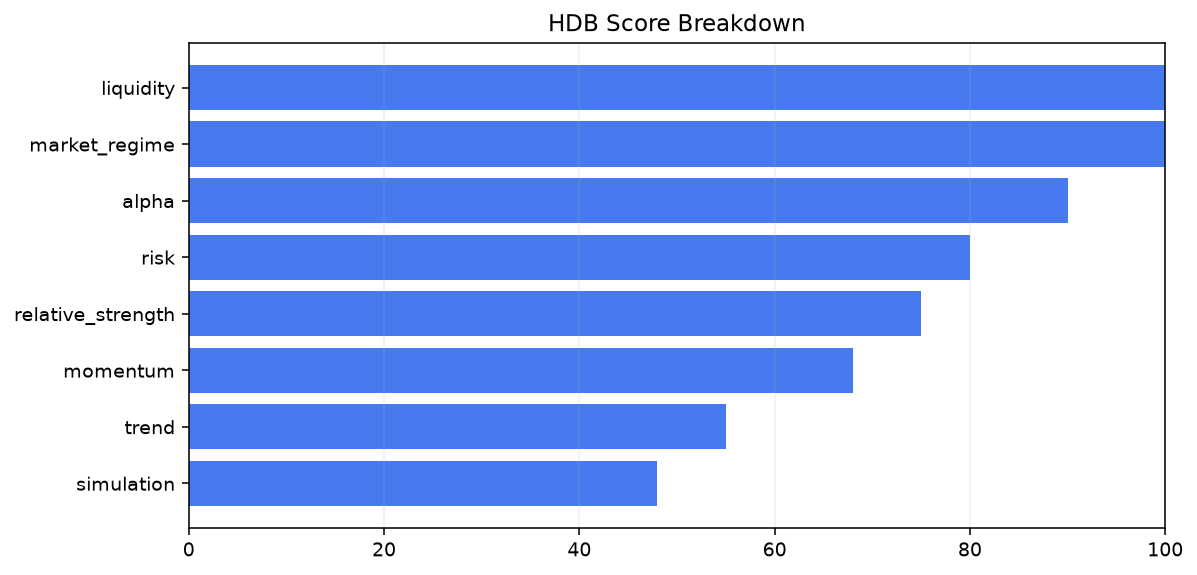 HDB Score Breakdown
liquidity
market_regime
alpha
risk
relative_strength
momentum
trend
simulation
0 20 40 60 80 100